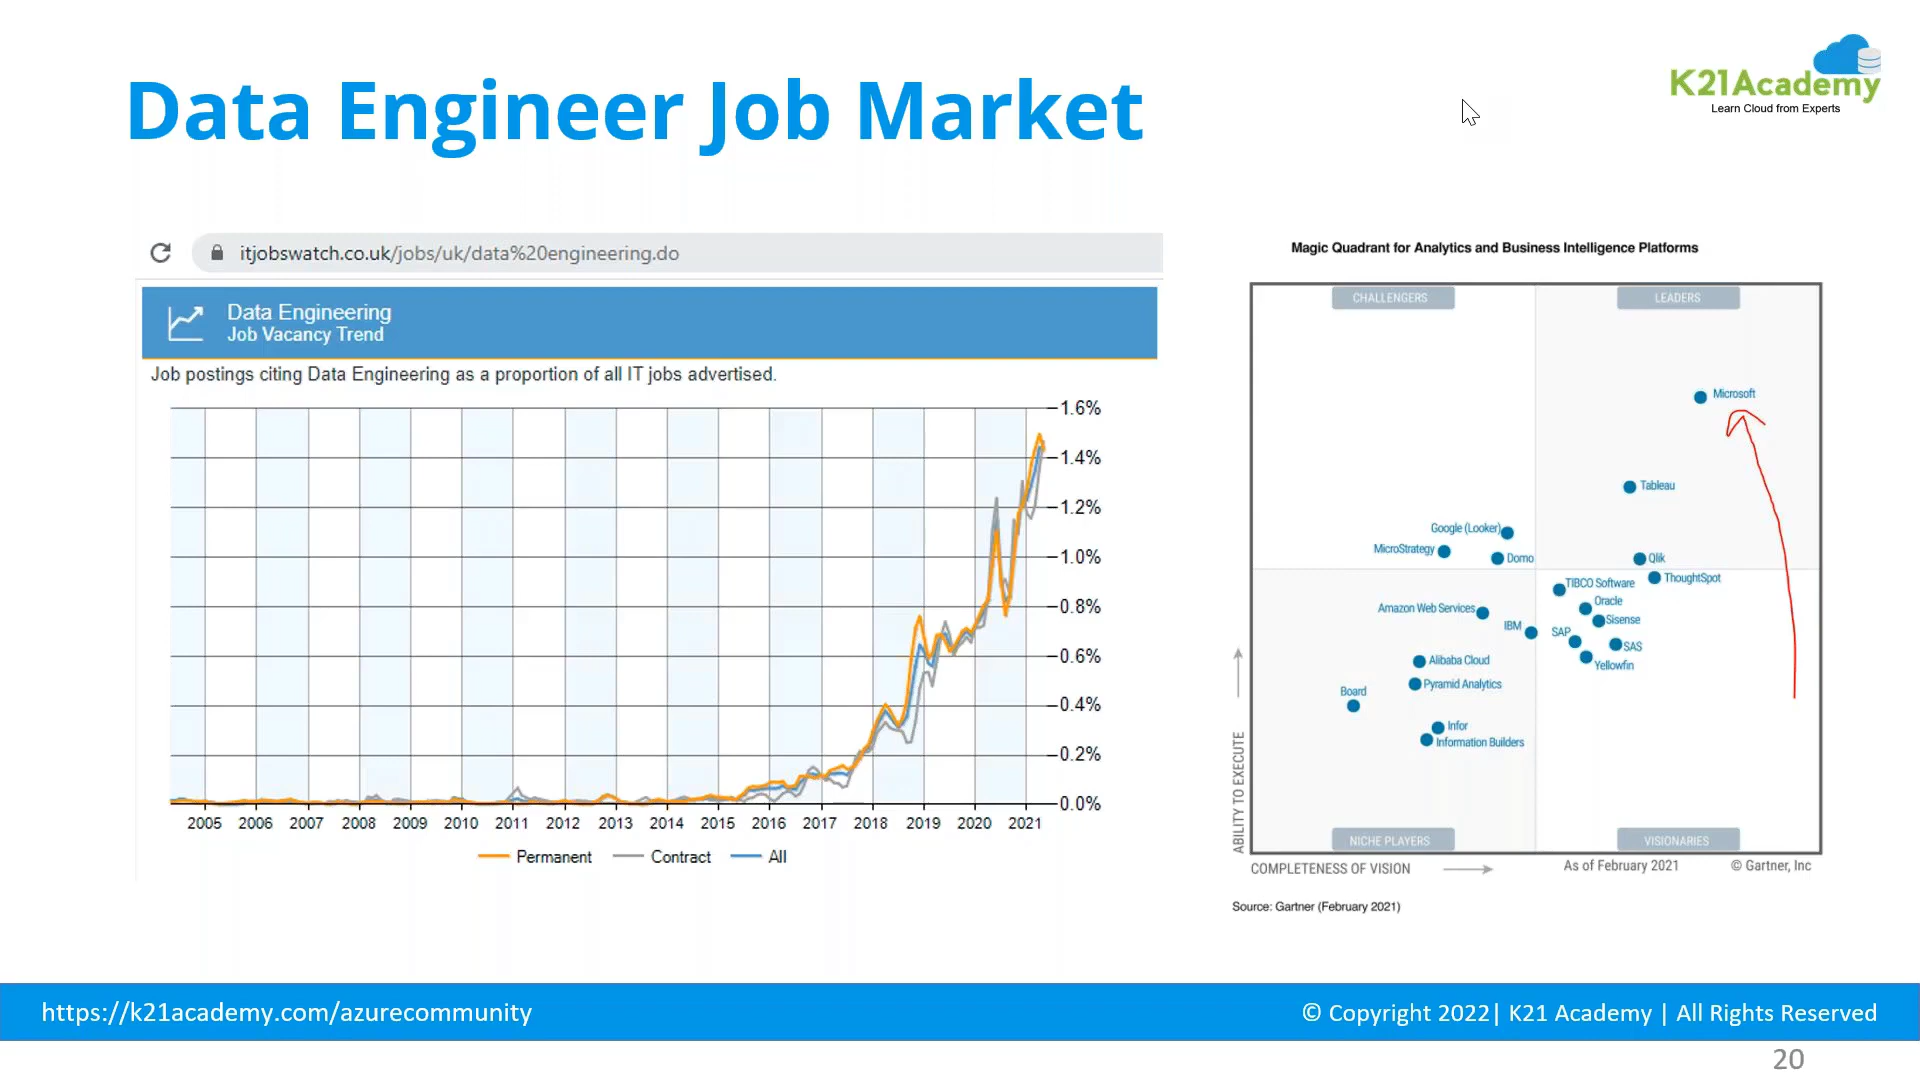 Data Engineer Job Market
K21Academy
Learn Cloud from Experts
itjobswatch.co.uk/jobs/uk/data%20engineering.do
Data Engineering
Job Vacancy Trend
Job postings citing Data Engineering as a proportion of all IT jobs advertised.
1.6%
1.4%
1.2%
1.0%
0.8%
0.6%
0.4%
0.2%
0.0%
2005 2006 2007 2008 2009 2010 2011 2012 2013 2014 2015 2016 2017 2018 2019 2020 2021
Permanent Contract All
Magic Quadrant for Analytics and Business Intelligence Platforms
CHALLENGERS LEADERS
Microsoft
Tableau
Google (Looker)
MicroStrategy
Domo
Qlik
ThoughtSpot
TIBCO Software
Oracle
Amazon Web Services
Sisense
IBM
SAP
SAS
Yellowfin
Alibaba Cloud
Pyramid Analytics
Board
Infor
Information Builders
NICHE PLAYERS VISIONARIES
ABILITY TO EXECUTE
COMPLETENESS OF VISION
As of February 2021 © Gartner, Inc
Source: Gartner (February 2021)
https://k21academy.com/azurecommunity
© Copyright 2022| K21 Academy | All Rights Reserved
20